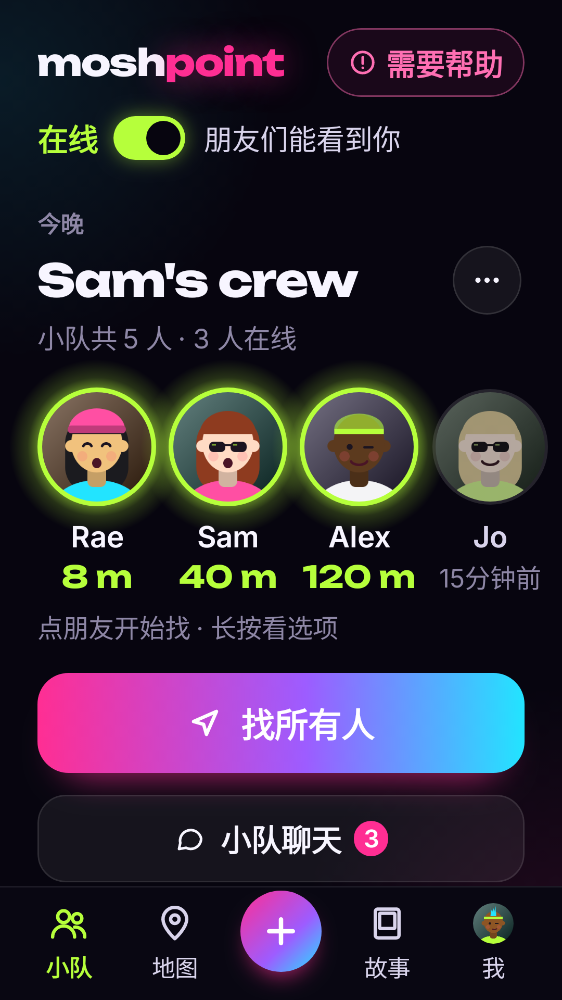 moshpoint
需要帮助
在线
朋友们能看到你
今晚
Sam's crew
小队共 5 人 · 3 人在线
Rae
Sam
Alex
Jo
8 m
40 m
120 m
15分钟前
点朋友开始找 · 长按看选项
找所有人
小队聊天 3
小队
地图
故事
我